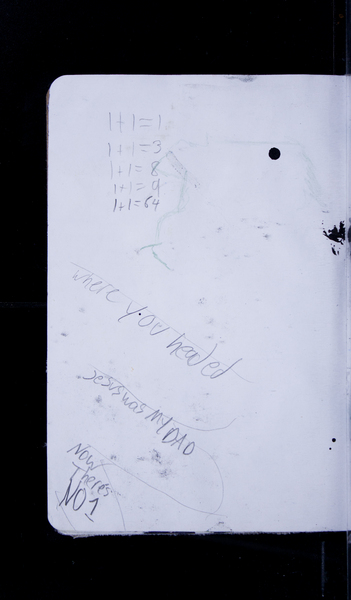 1+1=1
1+1=3
1+1=8
1+1=9
1+1=64
where you headed
Jesus was MY DAD
Now
There's
NO 1